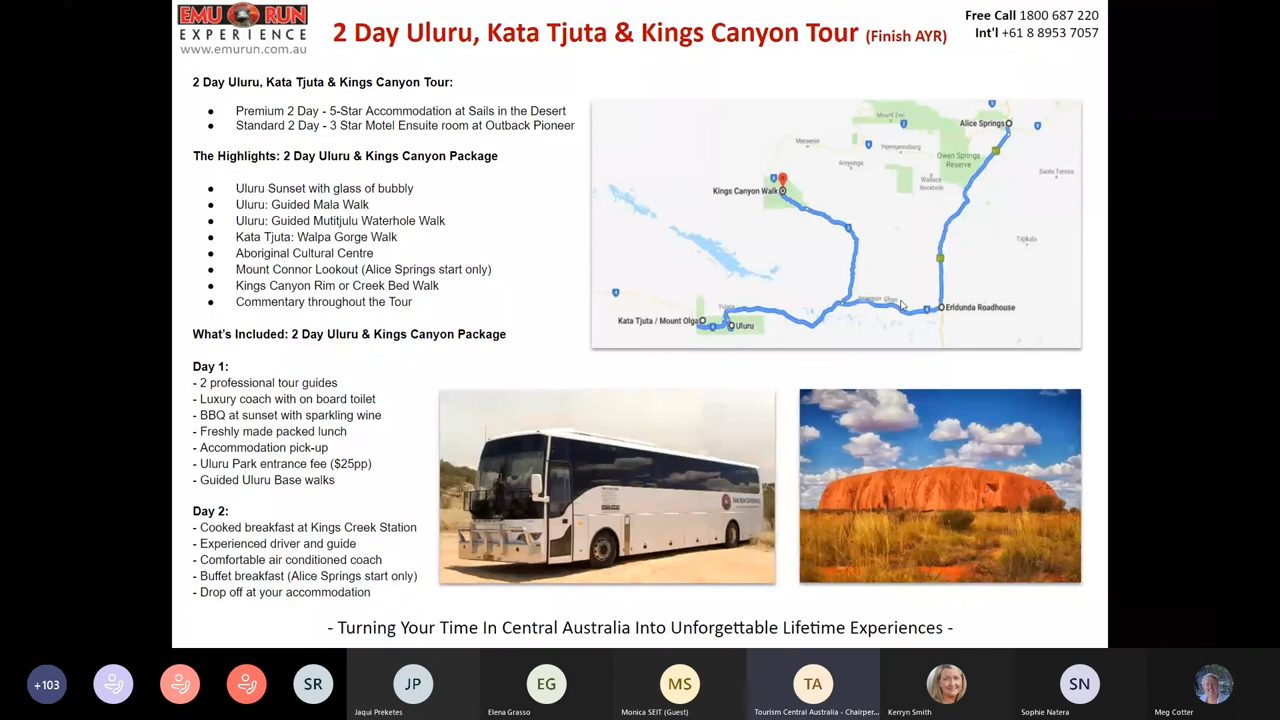 EMU RUN
EXPERIENCE
www.emurun.com.au
2 Day Uluru, Kata Tjuta & Kings Canyon Tour (Finish AYR)
Free Call 1800 687 220
Int'l +61 8 8953 7057
2 Day Uluru, Kata Tjuta & Kings Canyon Tour:
● Premium 2 Day - 5-Star Accommodation at Sails in the Desert
● Standard 2 Day - 3 Star Motel Ensuite room at Outback Pioneer
The Highlights: 2 Day Uluru & Kings Canyon Package
● Uluru Sunset with glass of bubbly
● Uluru: Guided Mala Walk
● Uluru: Guided Mutitjulu Waterhole Walk
● Kata Tjuta: Walpa Gorge Walk
● Aboriginal Cultural Centre
● Mount Connor Lookout (Alice Springs start only)
● Kings Canyon Rim or Creek Bed Walk
● Commentary throughout the Tour
What's Included: 2 Day Uluru & Kings Canyon Package
Day 1:
- 2 professional tour guides
- Luxury coach with on board toilet
- BBQ at sunset with sparkling wine
- Freshly made packed lunch
- Accommodation pick-up
- Uluru Park entrance fee ($25pp)
- Guided Uluru Base walks
Day 2:
- Cooked breakfast at Kings Creek Station
- Experienced driver and guide
- Comfortable air conditioned coach
- Buffet breakfast (Alice Springs start only)
- Drop off at your accommodation
Alice Springs
Mereenie
Hermannsburg
Areyonga
Owen Springs
Reserve
Wallace
Rockhole
Santa Teresa
Kings Canyon Walk
Titjikala
Erldunda Roadhouse
Yulara
Kata Tjuta / Mount Olga
Uluru
EMU RUN EXPERIENCE
- Turning Your Time In Central Australia Into Unforgettable Lifetime Experiences -
+103
SR
JP
Jaqui Preketes
EG
Elena Grasso
MS
Monica SEIT (Guest)
TA
Tourism Central Australia - Chairper...
Kerryn Smith
SN
Sophie Natera
Meg Cotter